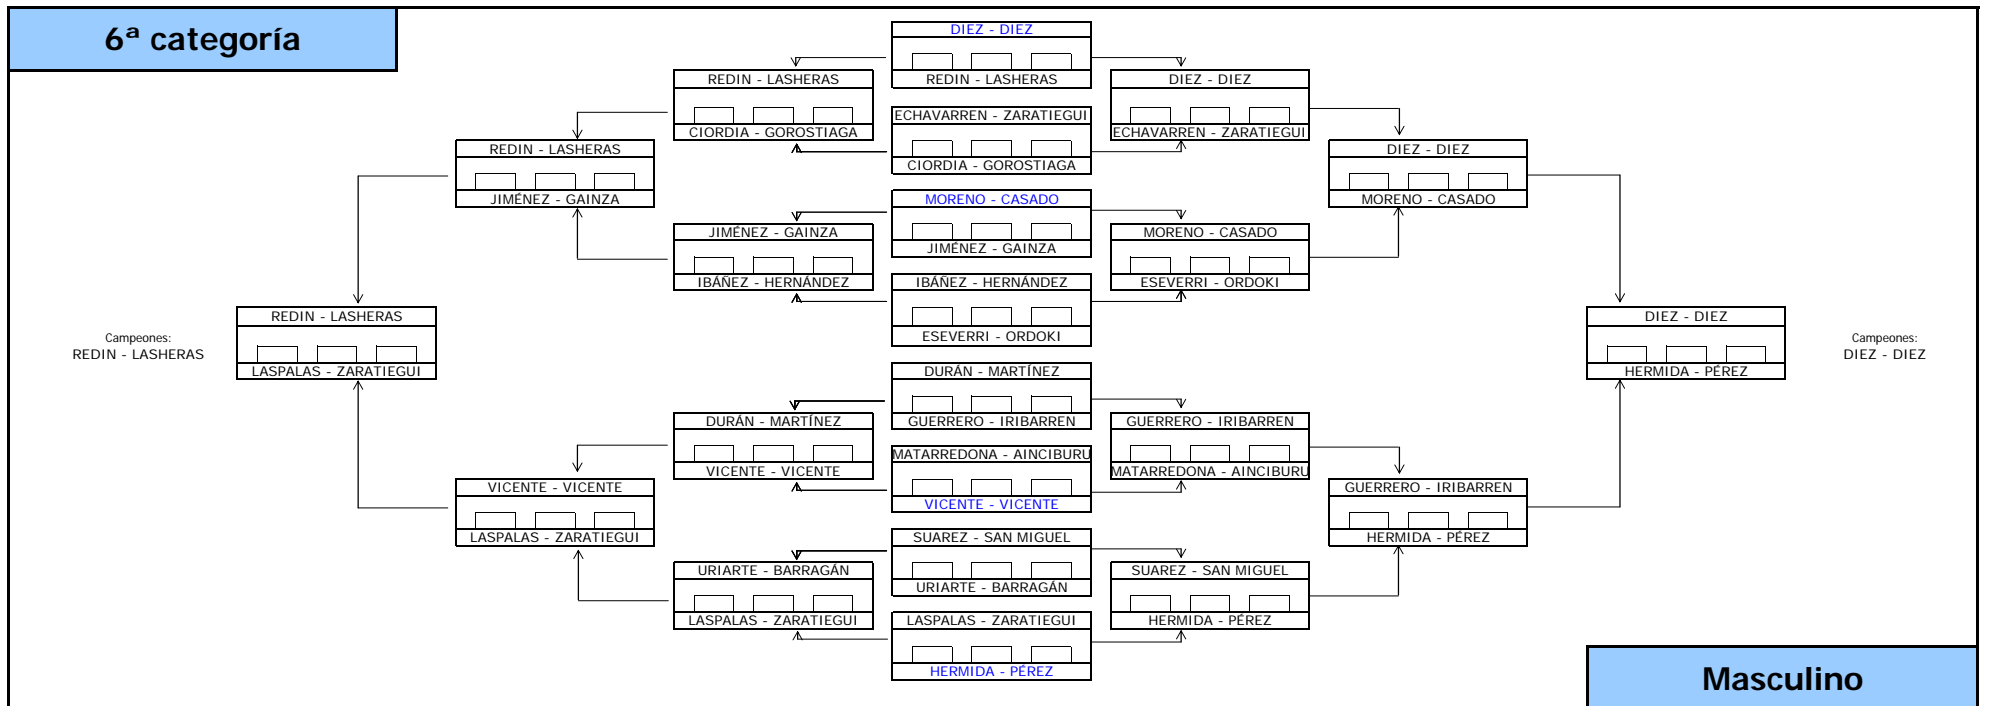 6ª categoría
DIEZ - DIEZ
REDIN - LASHERAS
ECHAVARREN - ZARATIEGUI
CIORDIA - GOROSTIAGA
MORENO - CASADO
JIMÉNEZ - GAINZA
IBÁÑEZ - HERNÁNDEZ
ESEVERRI - ORDOKI
DURÁN - MARTÍNEZ
GUERRERO - IRIBARREN
MATARREDONA - AINCIBURU
VICENTE - VICENTE
SUAREZ - SAN MIGUEL
URIARTE - BARRAGÁN
LASPALAS - ZARATIEGUI
HERMIDA - PÉREZ
REDIN - LASHERAS
CIORDIA - GOROSTIAGA
JIMÉNEZ - GAINZA
IBÁÑEZ - HERNÁNDEZ
DURÁN - MARTÍNEZ
VICENTE - VICENTE
URIARTE - BARRAGÁN
LASPALAS - ZARATIEGUI
REDIN - LASHERAS
JIMÉNEZ - GAINZA
VICENTE - VICENTE
LASPALAS - ZARATIEGUI
REDIN - LASHERAS
LASPALAS - ZARATIEGUI
Campeones:
REDIN - LASHERAS
DIEZ - DIEZ
ECHAVARREN - ZARATIEGUI
MORENO - CASADO
ESEVERRI - ORDOKI
GUERRERO - IRIBARREN
MATARREDONA - AINCIBURU
SUAREZ - SAN MIGUEL
HERMIDA - PÉREZ
DIEZ - DIEZ
MORENO - CASADO
GUERRERO - IRIBARREN
HERMIDA - PÉREZ
DIEZ - DIEZ
HERMIDA - PÉREZ
Campeones:
DIEZ - DIEZ
Masculino